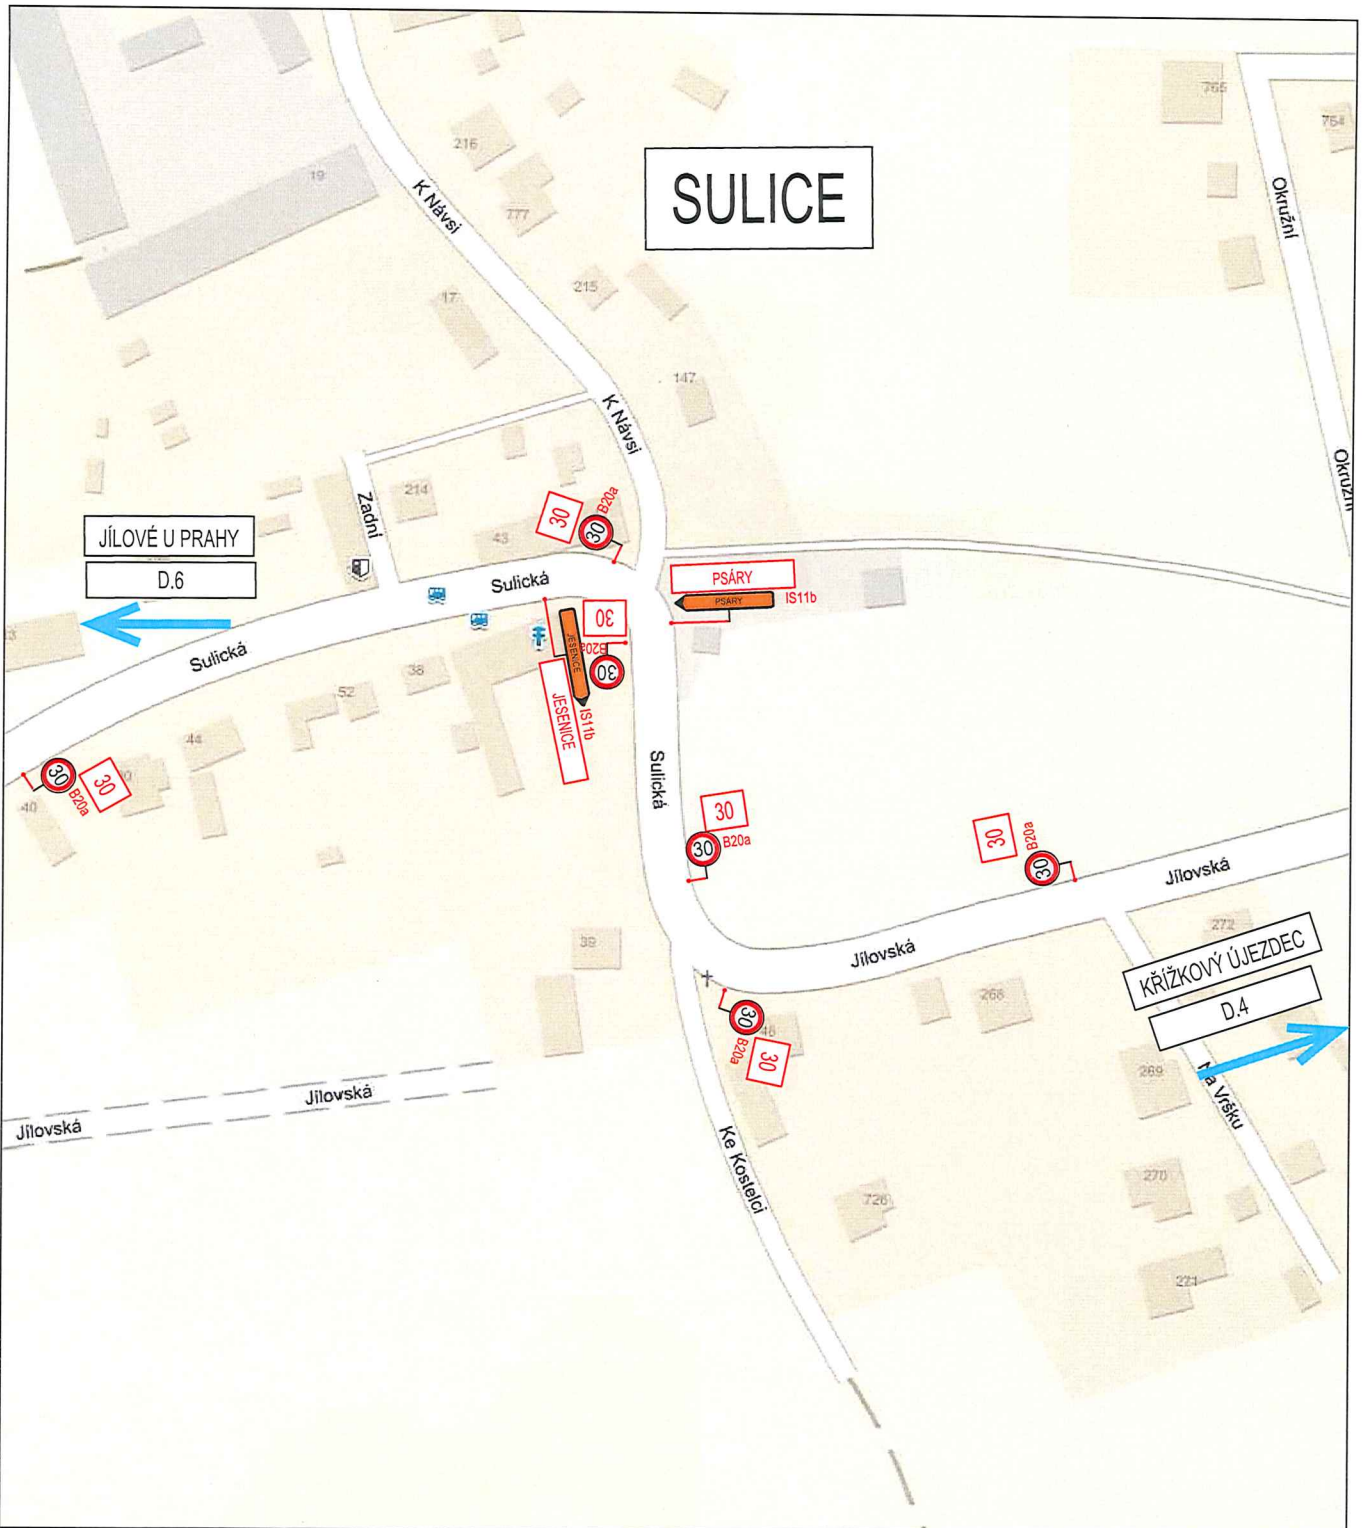 765
764
216
19
K Návsi
777
SULICE
Okružní
215
17
147
K Návsi
Okružní
214
Zadní
43
30
30
B20a
JÍLOVÉ U PRAHY
D.6
Sulická
PSÁRY
PSÁRY
IS11b
30
B20a
30
JESENICE
JESENICE
IS11b
Sulická
38
52
44
30
30
B20a
40
Sulická
30
30
B20a
30
30
B20a
Jílovská
272
Jílovská
39
KŘÍŽKOVÝ ÚJEZDEC
D.4
268
30
B20a
30
46
269
Na Vršku
Jílovská
Jílovská
Ke Kostelci
270
726
271